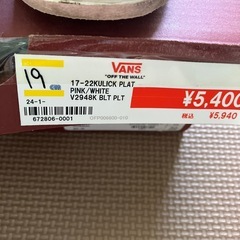 VANS
"OFF THE WALL"
19
17-22KULICK PLAT
PINK/WHITE
V2948K BLT PLT
24-1-
672806-0001
¥5,400
税込 ¥5,940